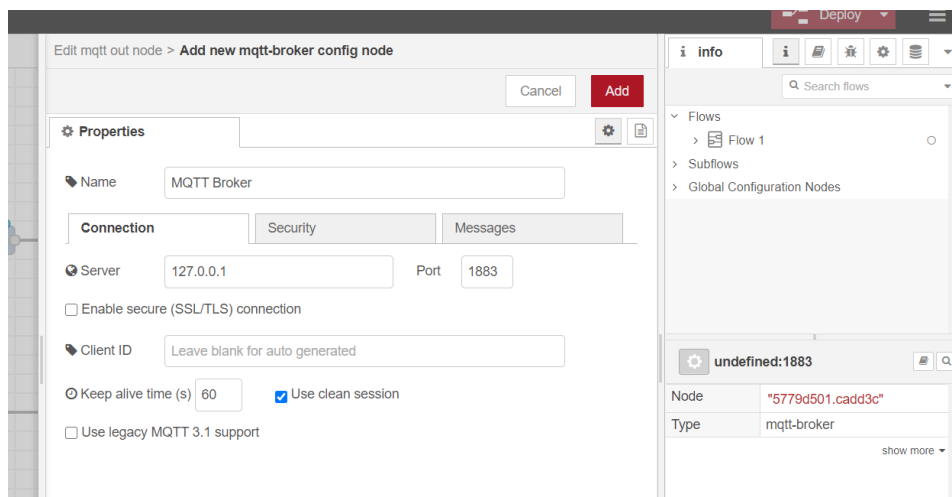 Deploy
Edit mqtt out node > Add new mqtt-broker config node
Cancel
Add
Properties
Name
MQTT Broker
Connection
Security
Messages
Server
127.0.0.1
Port
1883
Enable secure (SSL/TLS) connection
Client ID
Leave blank for auto generated
Keep alive time (s)
60
Use clean session
Use legacy MQTT 3.1 support
i info
i
Search flows
Flows
Flow 1
Subflows
Global Configuration Nodes
undefined:1883
Node
"5779d501.cadd3c"
Type
mqtt-broker
show more